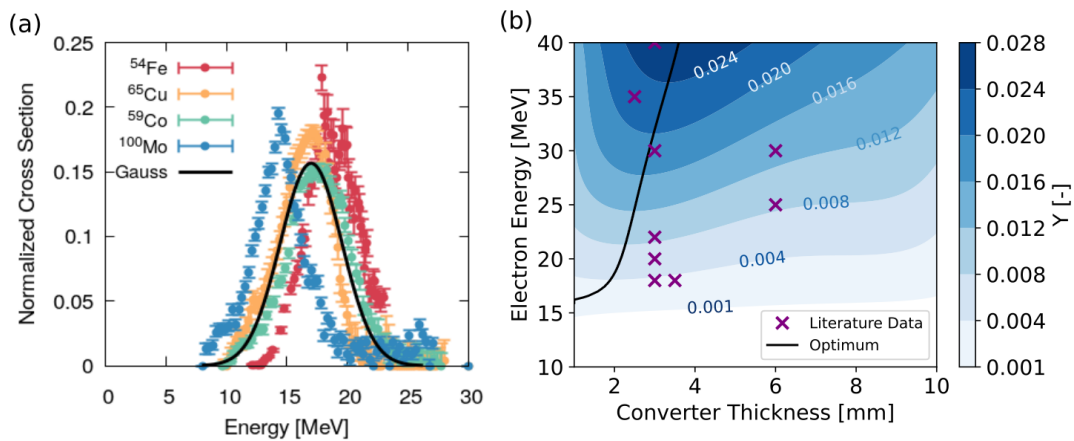 (a)
0.25
0.2
0.15
0.1
0.05
0
Normalized Cross Section
⁵⁴Fe
⁶⁵Cu
⁵⁹Co
¹⁰⁰Mo
Gauss
0 5 10 15 20 25 30
Energy [MeV]
(b)
40
35
30
25
20
15
10
Electron Energy [MeV]
0.024
0.020
0.016
0.012
0.008
0.004
0.001
Literature Data
Optimum
2 4 6 8 10
Converter Thickness [mm]
0.028
0.024
0.020
0.016
0.012
0.008
0.004
0.001
Y [-]